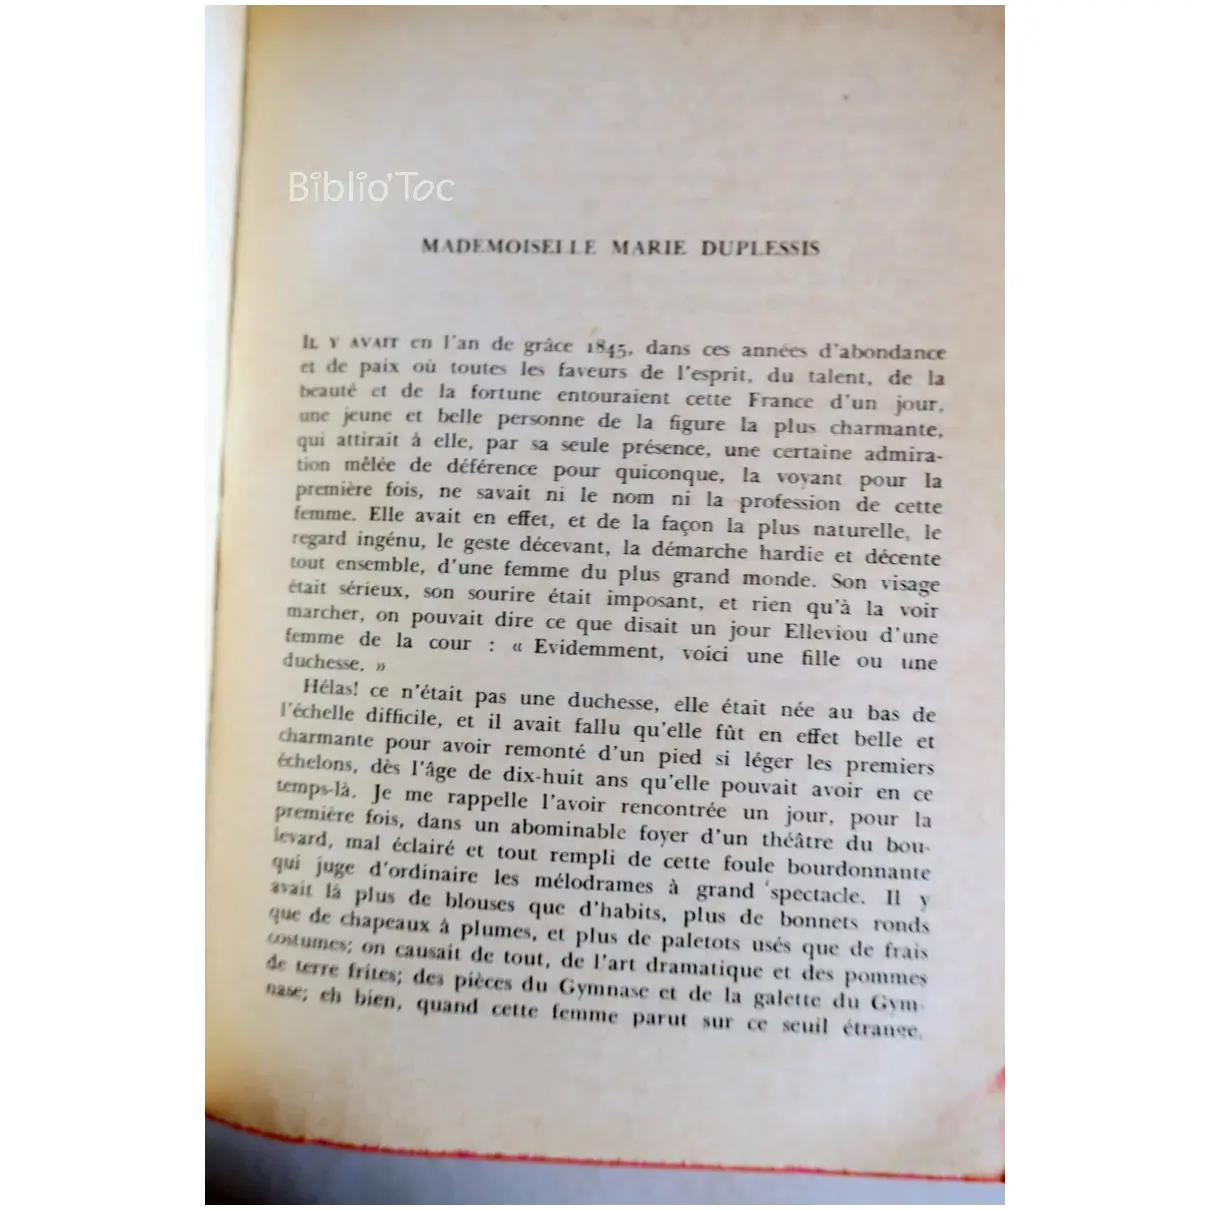 Biblio'Toc
MADEMOISELLE MARIE DUPLESSIS
IL Y AVAIT en l'an de grâce 1845, dans ces années d'abondance
et de paix où toutes les faveurs de l'esprit, du talent, de la
beauté et de la fortune entouraient cette France d'un jour,
une jeune et belle personne de la figure la plus charmante,
qui attirait à elle, par sa seule présence, une certaine admira-
tion mêlée de déférence pour quiconque, la voyant pour la
première fois, ne savait ni le nom ni la profession de cette
femme. Elle avait en effet, et de la façon la plus naturelle, le
regard ingénu, le geste décevant, la démarche hardie et décente
tout ensemble, d'une femme du plus grand monde. Son visage
était sérieux, son sourire était imposant, et rien qu'à la voir
marcher, on pouvait dire ce que disait un jour Elleviou d'une
femme de la cour : « Evidemment, voici une fille ou une
duchesse. »
Hélas! ce n'était pas une duchesse, elle était née au bas de
l'échelle difficile, et il avait fallu qu'elle fût en effet belle et
charmante pour avoir remonté d'un pied si léger les premiers
échelons, dès l'âge de dix-huit ans qu'elle pouvait avoir en ce
temps-là. Je me rappelle l'avoir rencontrée un jour, pour la
première fois, dans un abominable foyer d'un théâtre du bou-
levard, mal éclairé et tout rempli de cette foule bourdonnante
qui juge d'ordinaire les mélodrames à grand spectacle. Il y
avait là plus de blouses que d'habits, plus de bonnets ronds
que de chapeaux à plumes, et plus de paletots usés que de frais
costumes; on causait de tout, de l'art dramatique et des pommes
de terre frites; des pièces du Gymnase et de la galette du Gym-
nase; eh bien, quand cette femme parut sur ce seuil étrange,